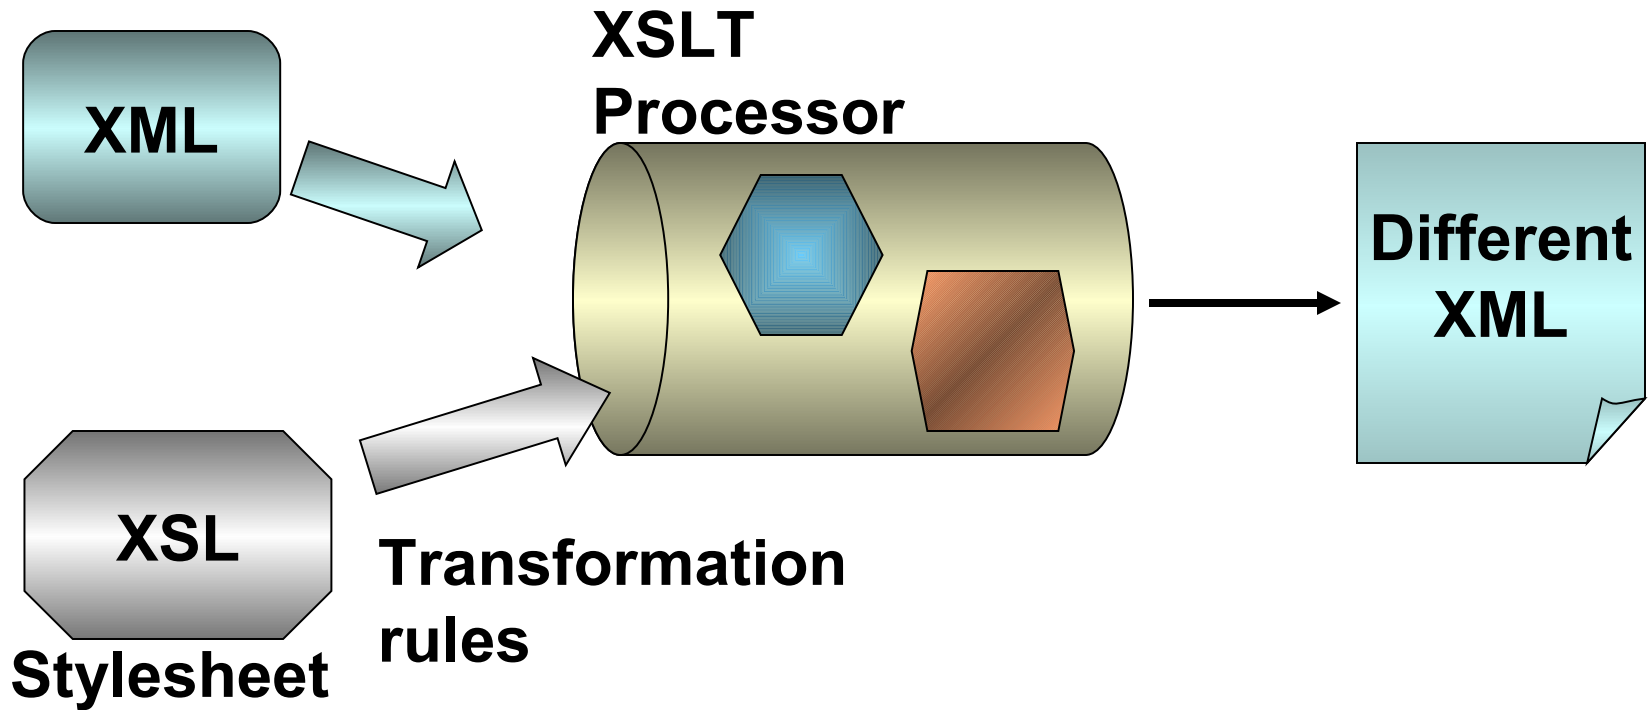 XML
XSLT
Processor
Different
XML
XSL
Stylesheet
Transformation
rules